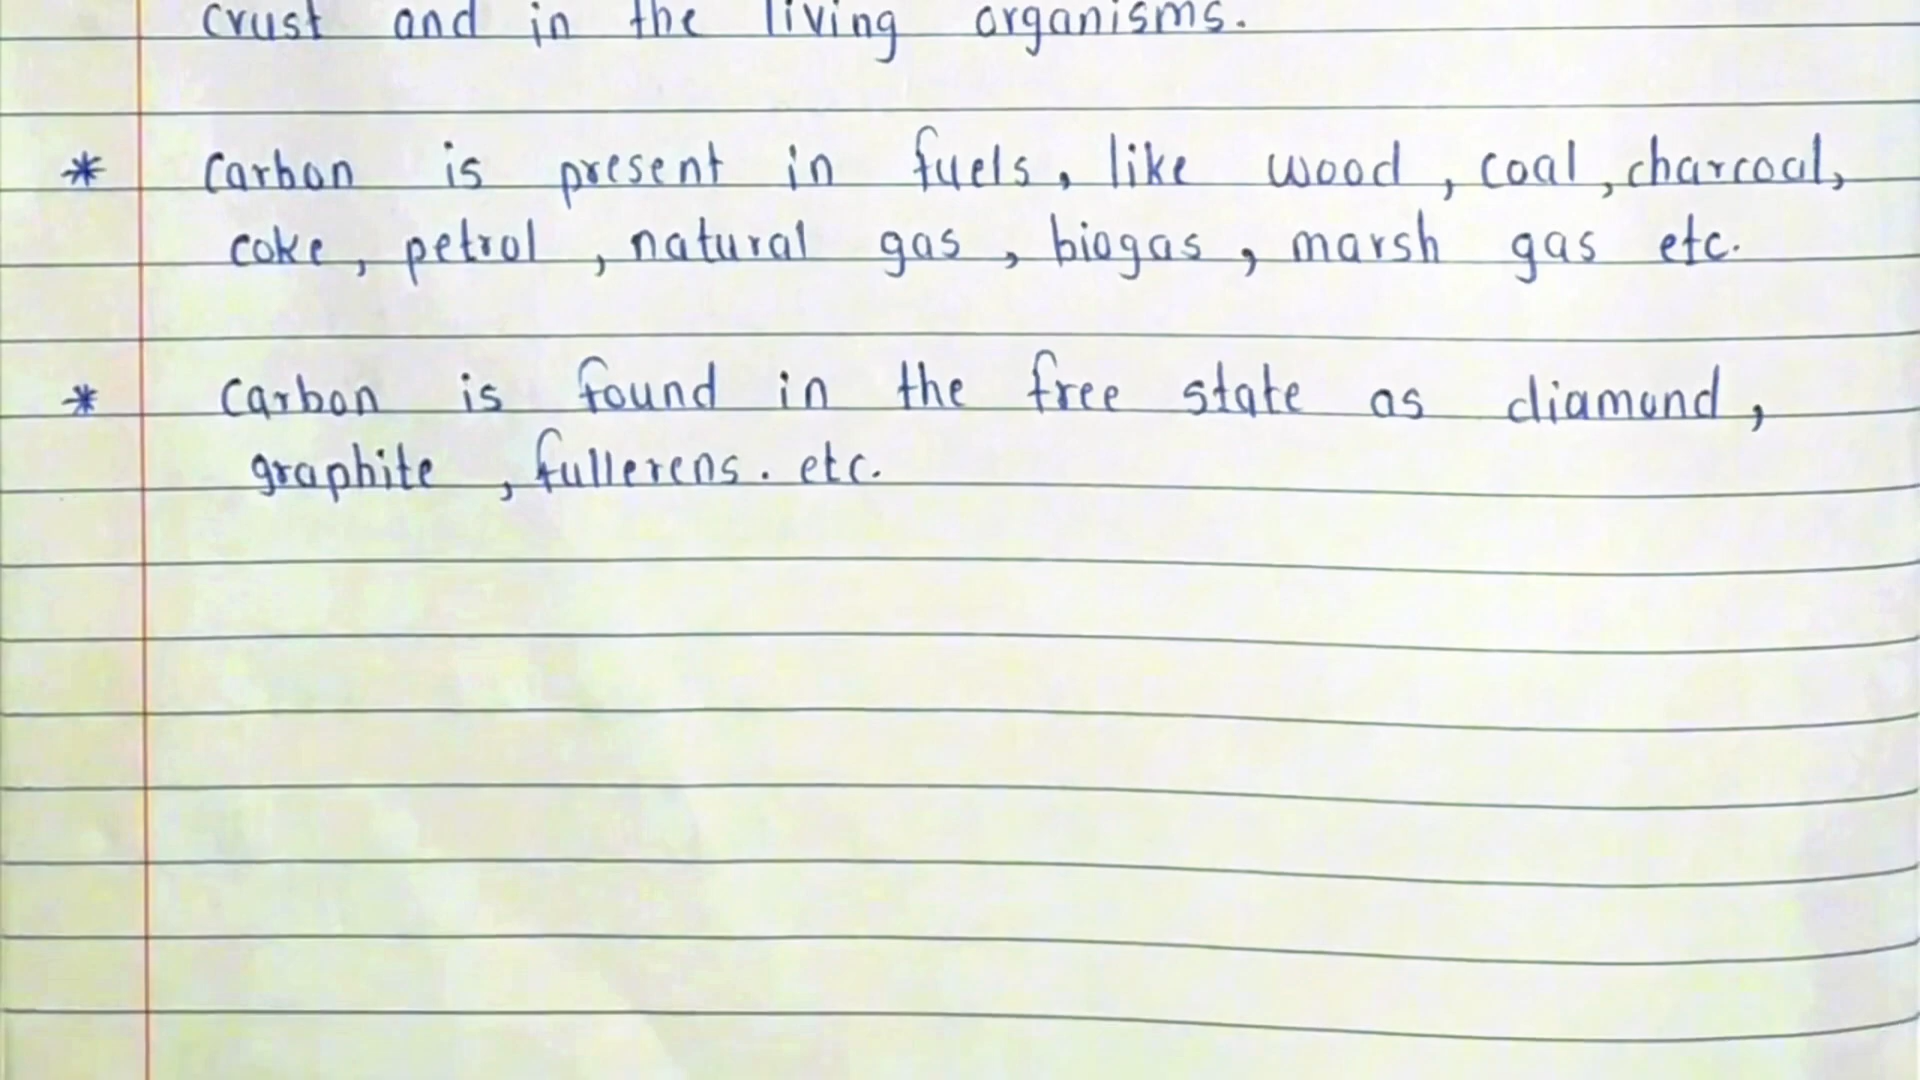 crust and in the living organisms.
* Carbon is present in fuels, like wood, coal, charcoal,
coke, petrol, natural gas, biogas, marsh gas etc.
* Carbon is found in the free state as diamond,
graphite, fullerens. etc.